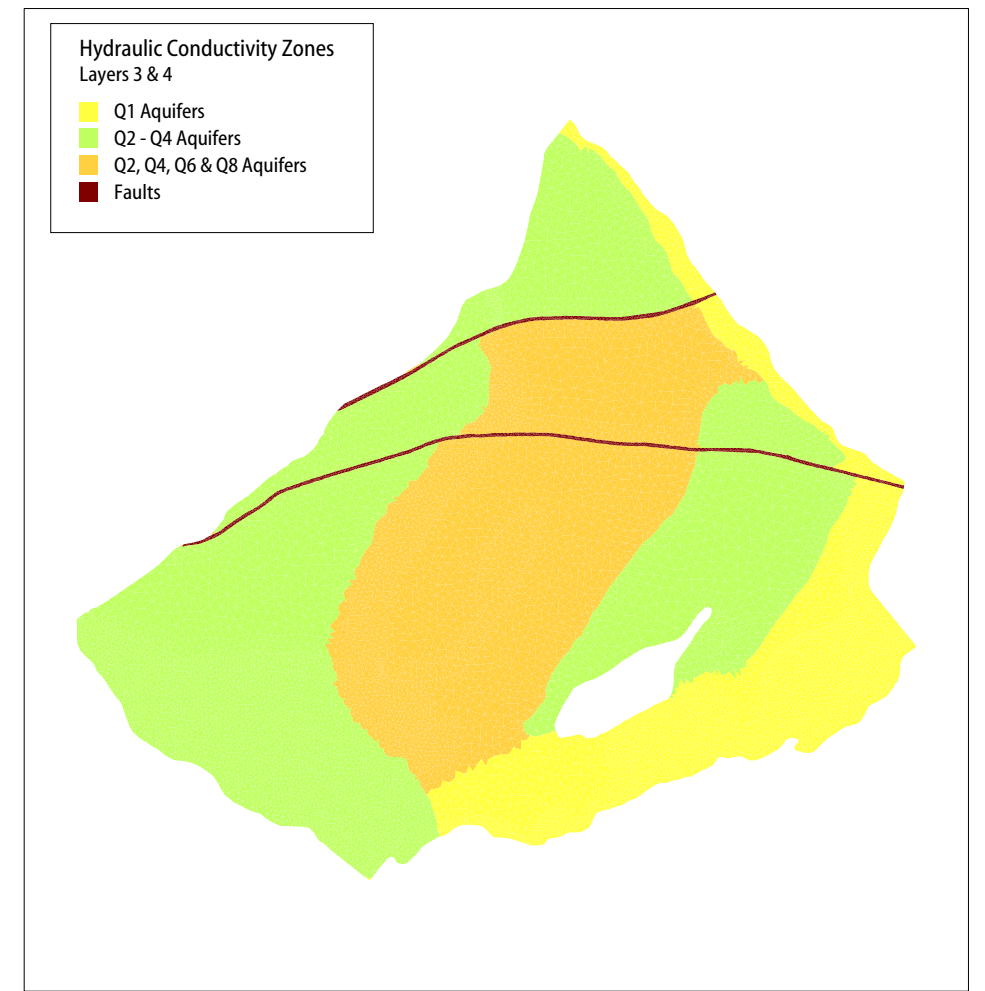 Hydraulic Conductivity Zones
Layers 3 & 4
Q1 Aquifers
Q2 - Q4 Aquifers
Q2, Q4, Q6 & Q8 Aquifers
Faults